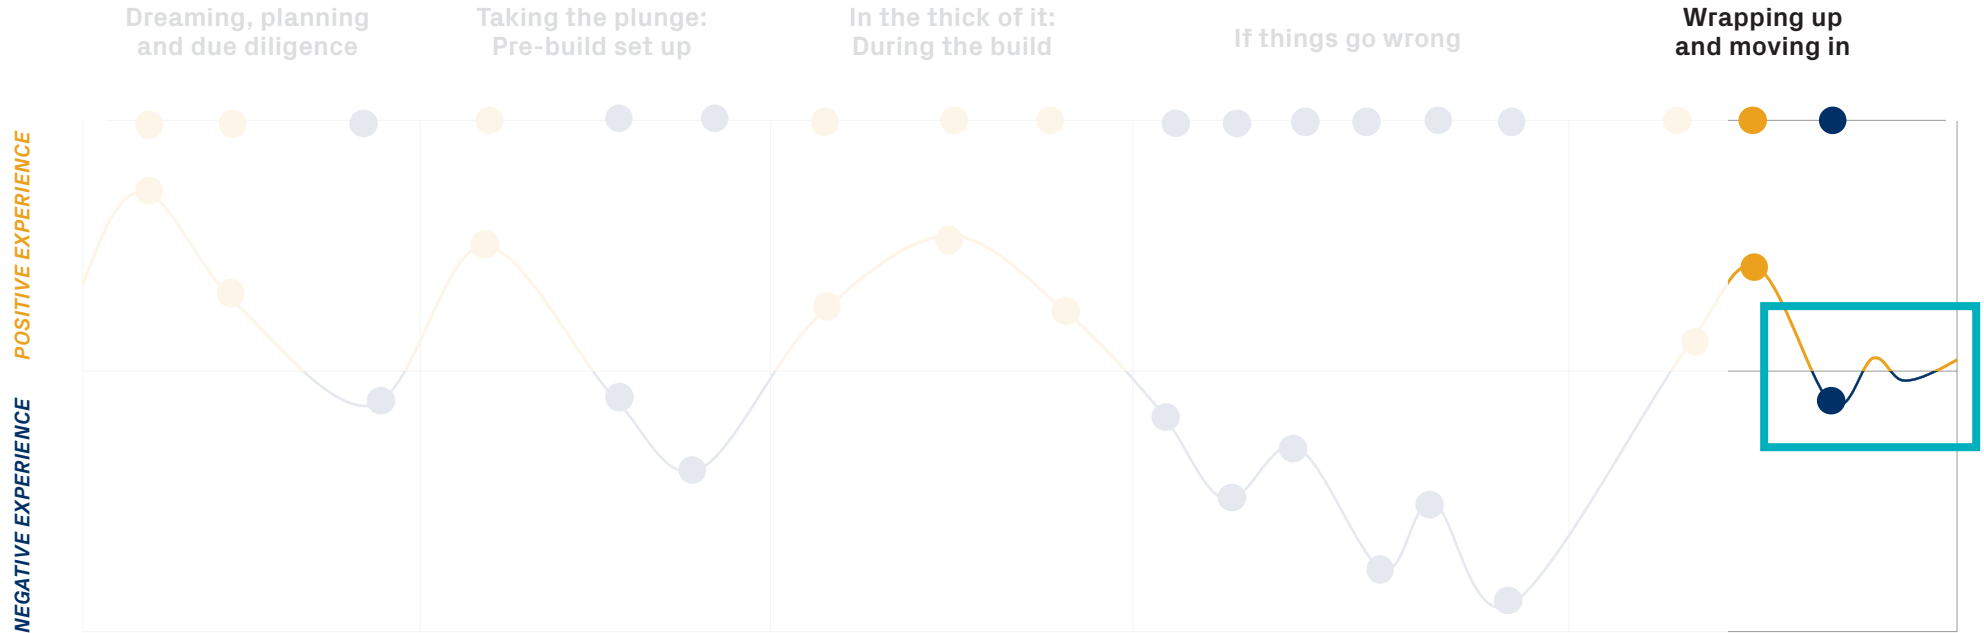 Dreaming, planning
and due diligence
Taking the plunge:
Pre-build set up
In the thick of it:
During the build
If things go wrong
Wrapping up
and moving in
POSITIVE EXPERIENCE
NEGATIVE EXPERIENCE